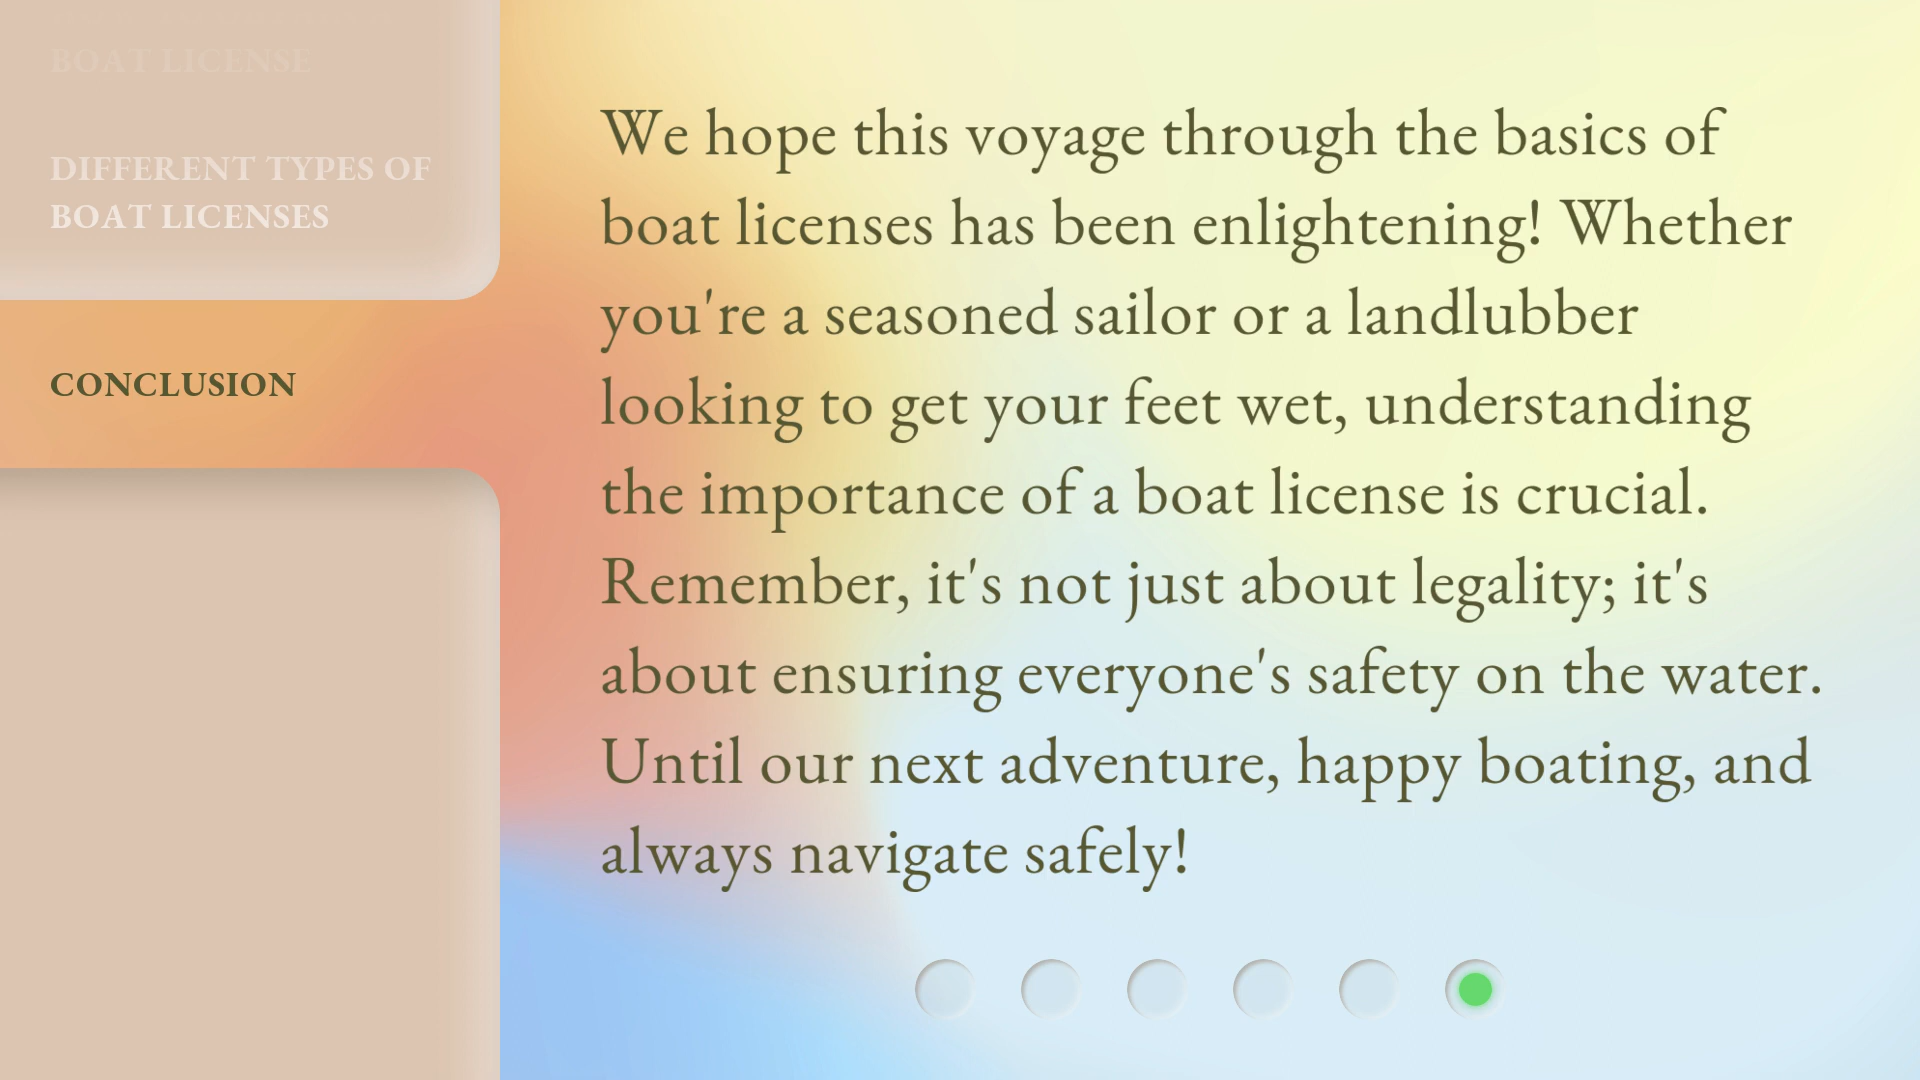 BOAT LICENSE
DIFFERENT TYPES OF
BOAT LICENSES
CONCLUSION
We hope this voyage through the basics of
boat licenses has been enlightening! Whether
you're a seasoned sailor or a landlubber
looking to get your feet wet, understanding
the importance of a boat license is crucial.
Remember, it's not just about legality; it's
about ensuring everyone's safety on the water.
Until our next adventure, happy boating, and
always navigate safely!